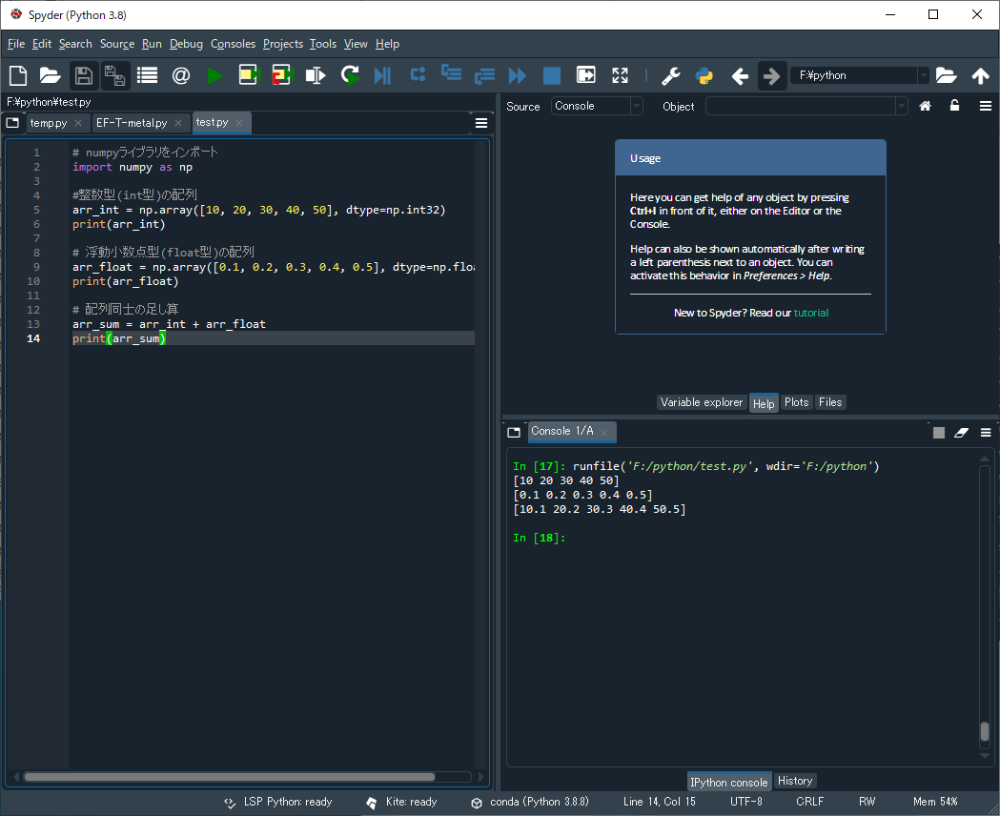 Spyder (Python 3.8)
File Edit Search Source Run Debug Consoles Projects Tools View Help
F:¥python
F:¥python¥test.py
temp.py
EF-T-metal.py
test.py
1 # numpyライブラリをインポート
2 import numpy as np
3
4 #整数型(int型)の配列
5 arr_int = np.array([10, 20, 30, 40, 50], dtype=np.int32)
6 print(arr_int)
7
8 # 浮動小数点型(float型)の配列
9 arr_float = np.array([0.1, 0.2, 0.3, 0.4, 0.5], dtype=np.floa
10 print(arr_float)
11
12 # 配列同士の足し算
13 arr_sum = arr_int + arr_float
14 print(arr_sum)
Source Console Object
Usage
Here you can get help of any object by pressing
Ctrl+I in front of it, either on the Editor or the
Console.
Help can also be shown automatically after writing
a left parenthesis next to an object. You can
activate this behavior in Preferences > Help.
New to Spyder? Read our tutorial
Variable explorer Help Plots Files
Console 1/A
In [17]: runfile('F:/python/test.py', wdir='F:/python')
[10 20 30 40 50]
[0.1 0.2 0.3 0.4 0.5]
[10.1 20.2 30.3 40.4 50.5]
In [18]:
IPython console History
LSP Python: ready Kite: ready conda (Python 3.8.8) Line 14, Col 15 UTF-8 CRLF RW Mem 54%